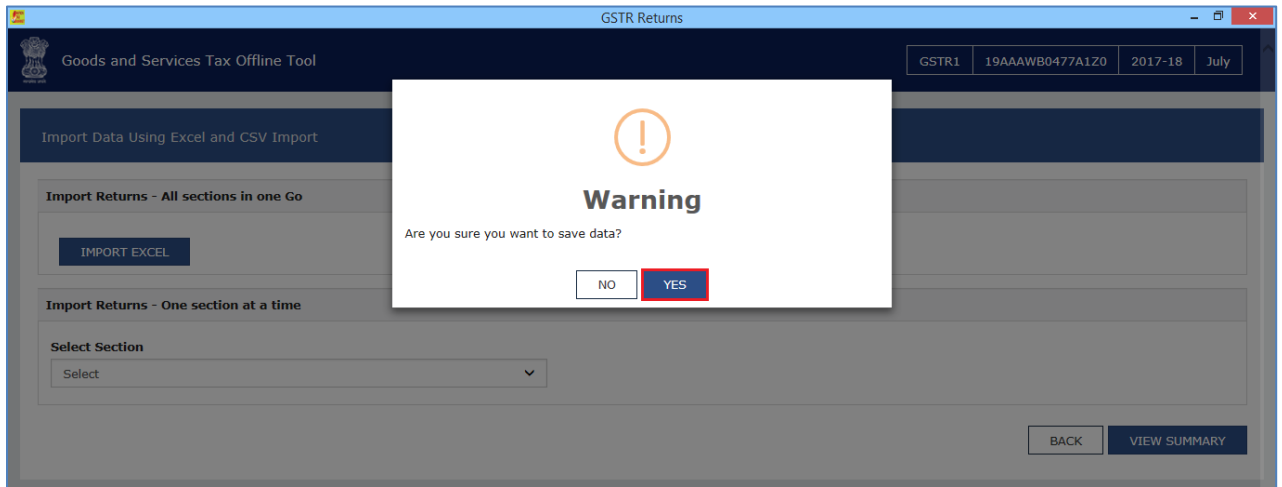 GSTR Returns
Goods and Services Tax Offline Tool
GSTR1 19AAAWB0477A1Z0 2017-18 July
Import Data Using Excel and CSV Import
Warning
Are you sure you want to save data?
NO YES
Import Returns - All sections in one Go
IMPORT EXCEL
Import Returns - One section at a time
Select Section
Select
BACK VIEW SUMMARY